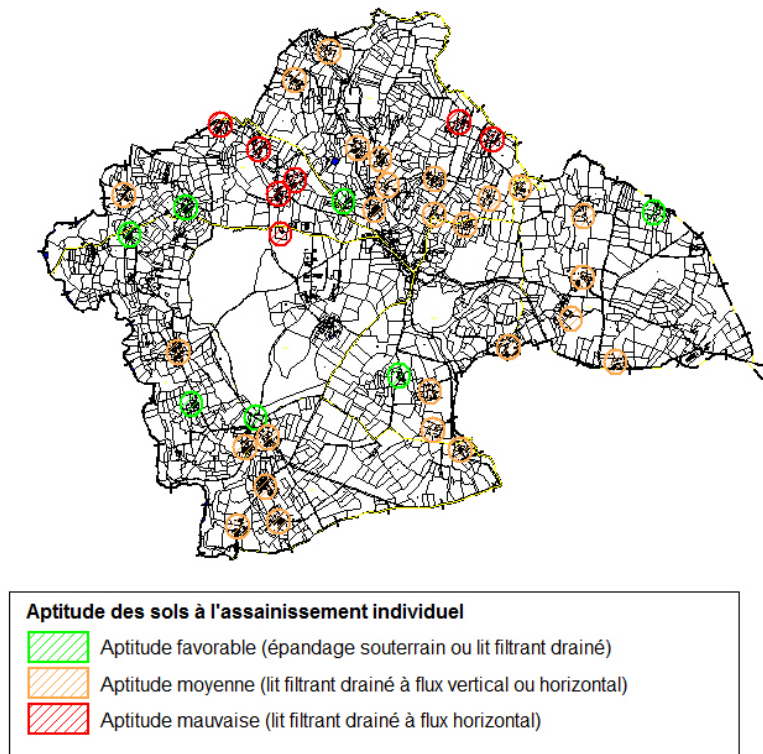 Aptitude des sols à l'assainissement individuel
Aptitude favorable (épandage souterrain ou lit filtrant drainé)
Aptitude moyenne (lit filtrant drainé à flux vertical ou horizontal)
Aptitude mauvaise (lit filtrant drainé à flux horizontal)